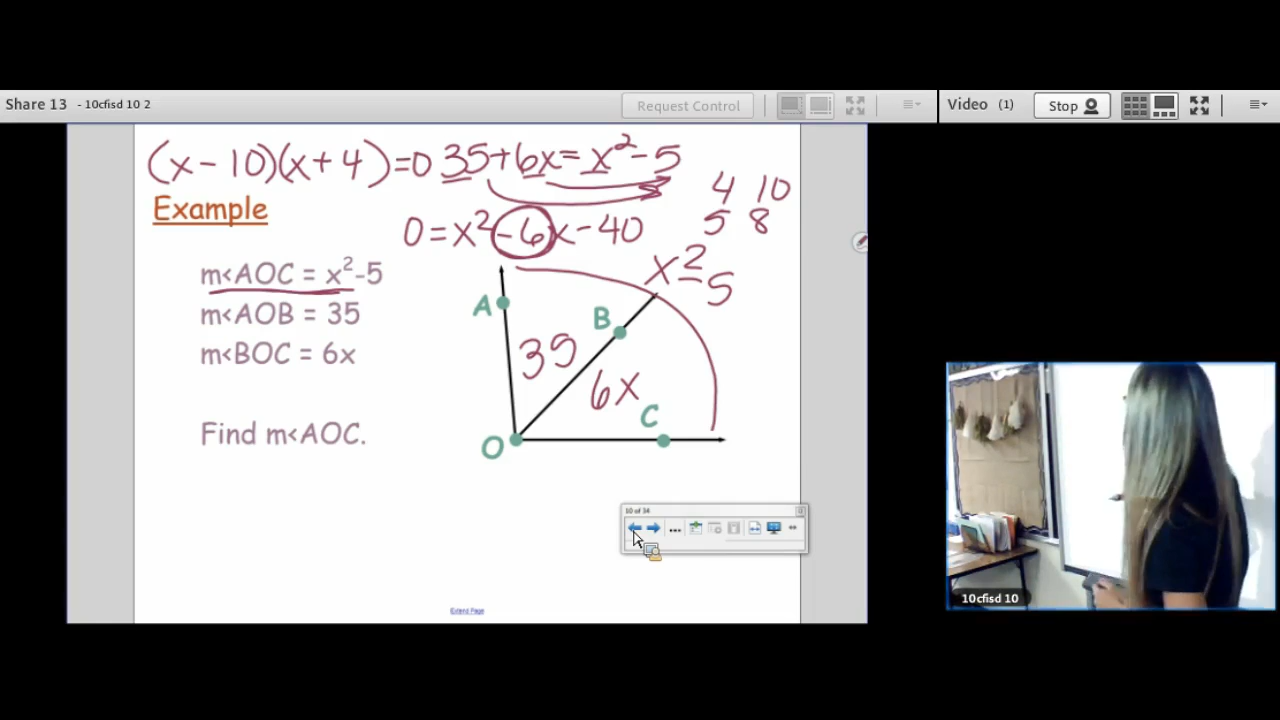 Share 13 - 10cfisd 10 2
Request Control
Video (1)
Stop
(x-10)(x+4)=0 35+6x=x²-5
4 10
5 8
Example
0=x²-6x-40
x²-5
m<AOC = x²-5
m<AOB = 35
m<BOC = 6x
Find m<AOC.
A
B
35
6x
C
O
10 of 34
Extend Page
10cfisd 10